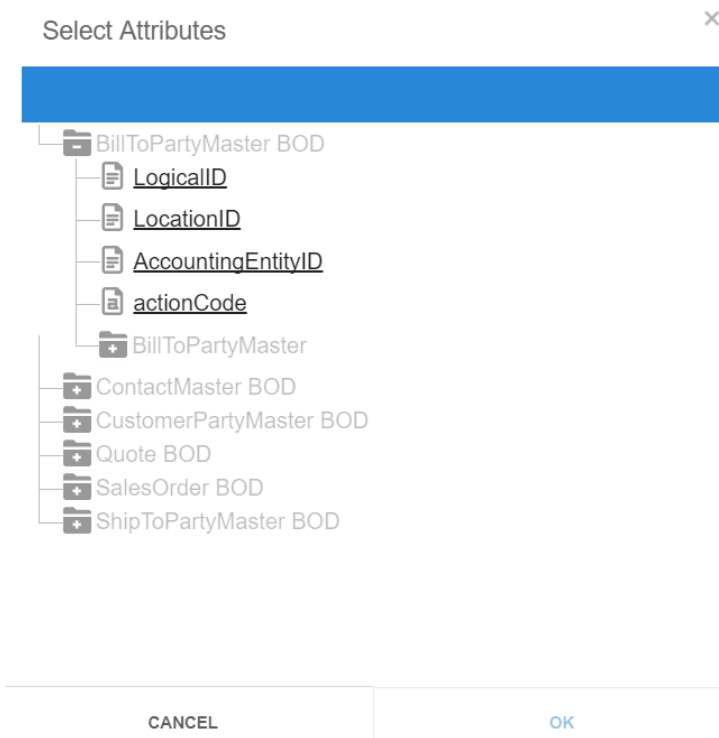 Select Attributes
BillToPartyMaster BOD
LogicalID
LocationID
AccountingEntityID
a actionCode
BillToPartyMaster
ContactMaster BOD
CustomerPartyMaster BOD
Quote BOD
SalesOrder BOD
ShipToPartyMaster BOD
CANCEL OK